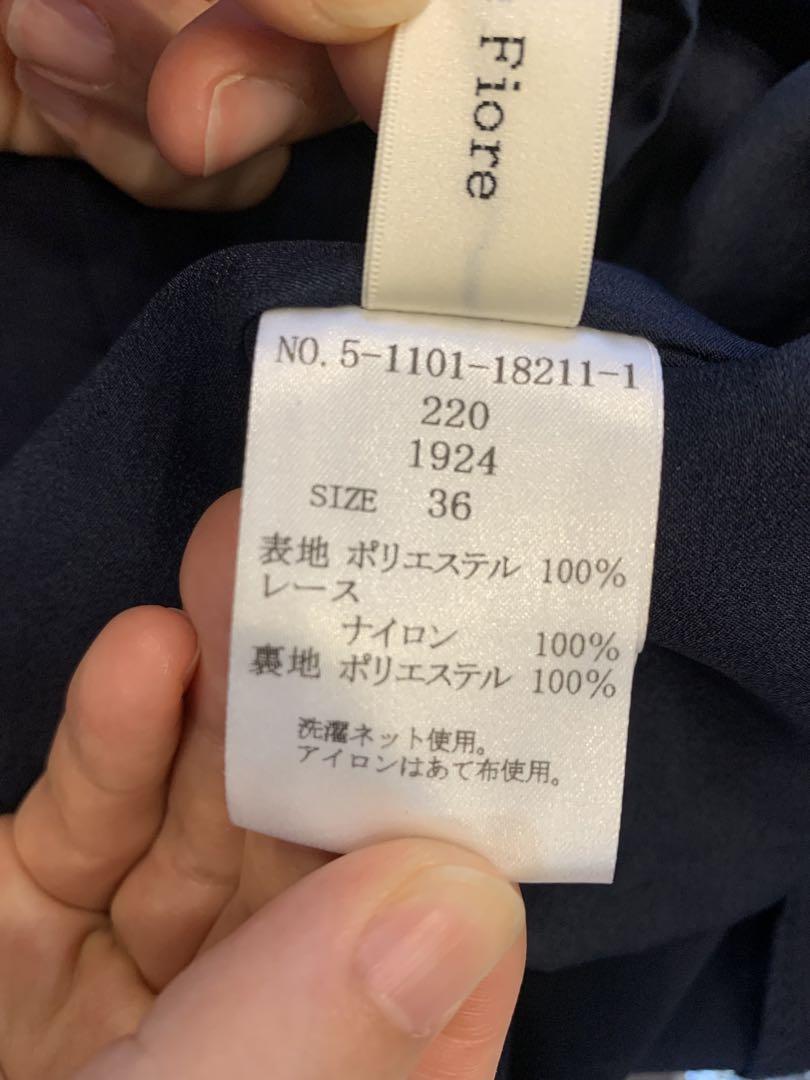 Fiore
NO. 5-1101-18211-1
220
1924
SIZE 36
表地 ポリエステル 100%
レース
ナイロン 100%
裏地 ポリエステル 100%
洗濯ネット使用。
アイロンはあて布使用。